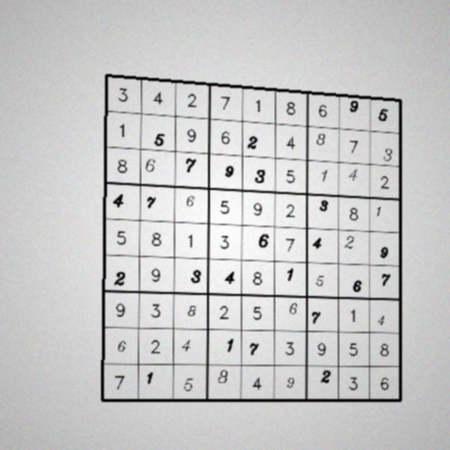 3 4 2 7 1 8 6 9 5
1 5 9 6 2 4 8 7 3
8 6 7 9 3 5 1 4 2
4 7 6 5 9 2 3 8 1
5 8 1 3 6 7 4 2 9
2 9 3 4 8 1 5 6 7
9 3 8 2 5 6 7 1 4
6 2 4 1 7 3 9 5 8
7 1 5 8 4 9 2 3 6